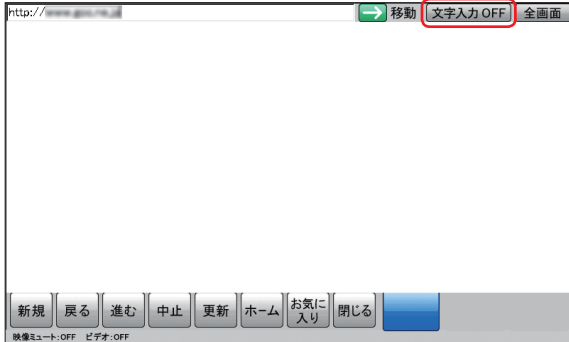 http://
移動 文字入力 OFF 全画面
新規 戻る 進む 中止 更新 ホーム お気に入り 閉じる
映像ミュート:OFF ビデオ:OFF